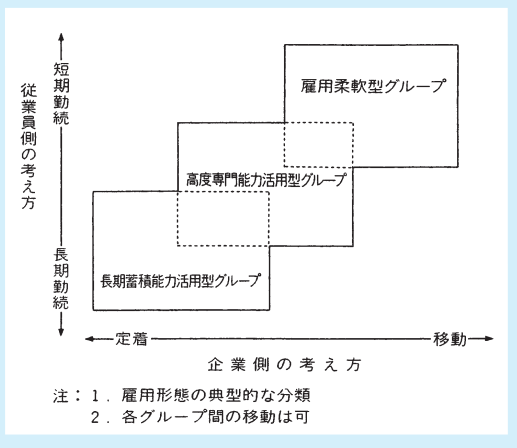 従業員側の考え方
短期勤続
長期勤続
雇用柔軟型グループ
高度専門能力活用型グループ
長期蓄積能力活用型グループ
定着
移動
企業側の考え方
注：１．雇用形態の典型的な分類
２．各グループ間の移動は可